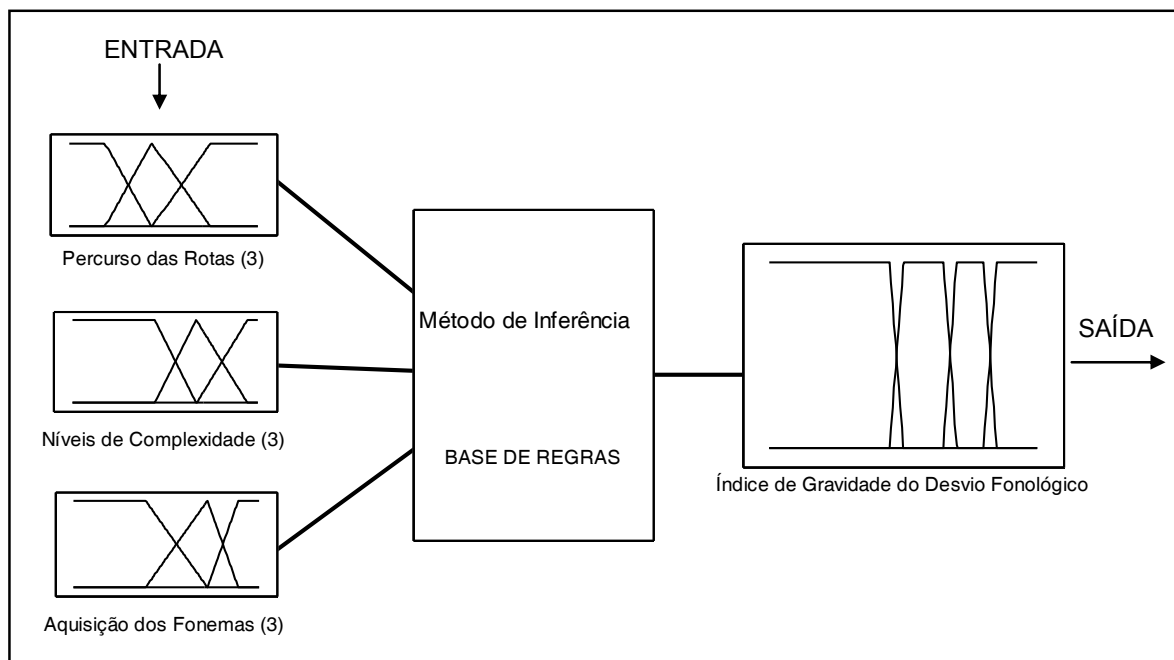 ENTRADA
Percurso das Rotas (3)
Níveis de Complexidade (3)
Aquisição dos Fonemas (3)
Método de Inferência
BASE DE REGRAS
Índice de Gravidade do Desvio Fonológico
SAÍDA